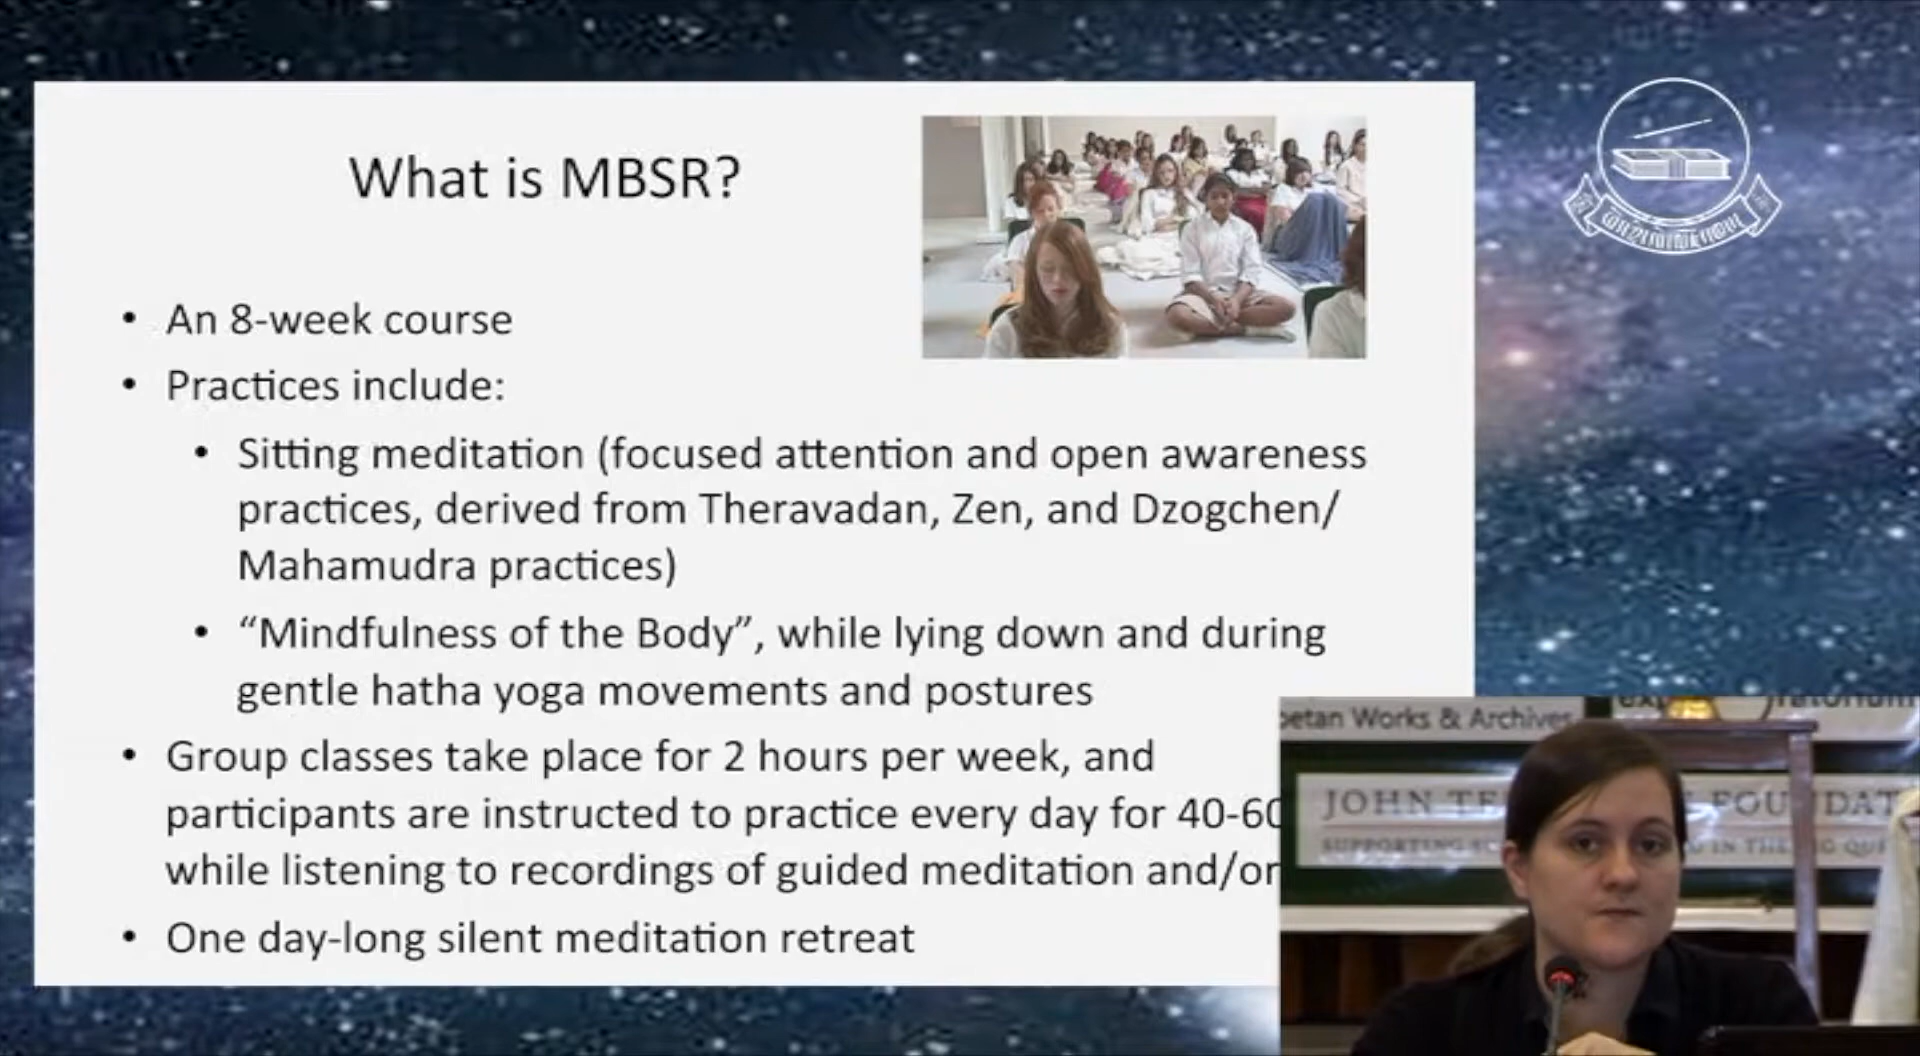 What is MBSR?
• An 8-week course
• Practices include:
• Sitting meditation (focused attention and open awareness
practices, derived from Theravadan, Zen, and Dzogchen/
Mahamudra practices)
• “Mindfulness of the Body”, while lying down and during
gentle hatha yoga movements and postures
• Group classes take place for 2 hours per week, and
participants are instructed to practice every day for 40-60
while listening to recordings of guided meditation and/or
• One day-long silent meditation retreat
Works & Archives
JOHN